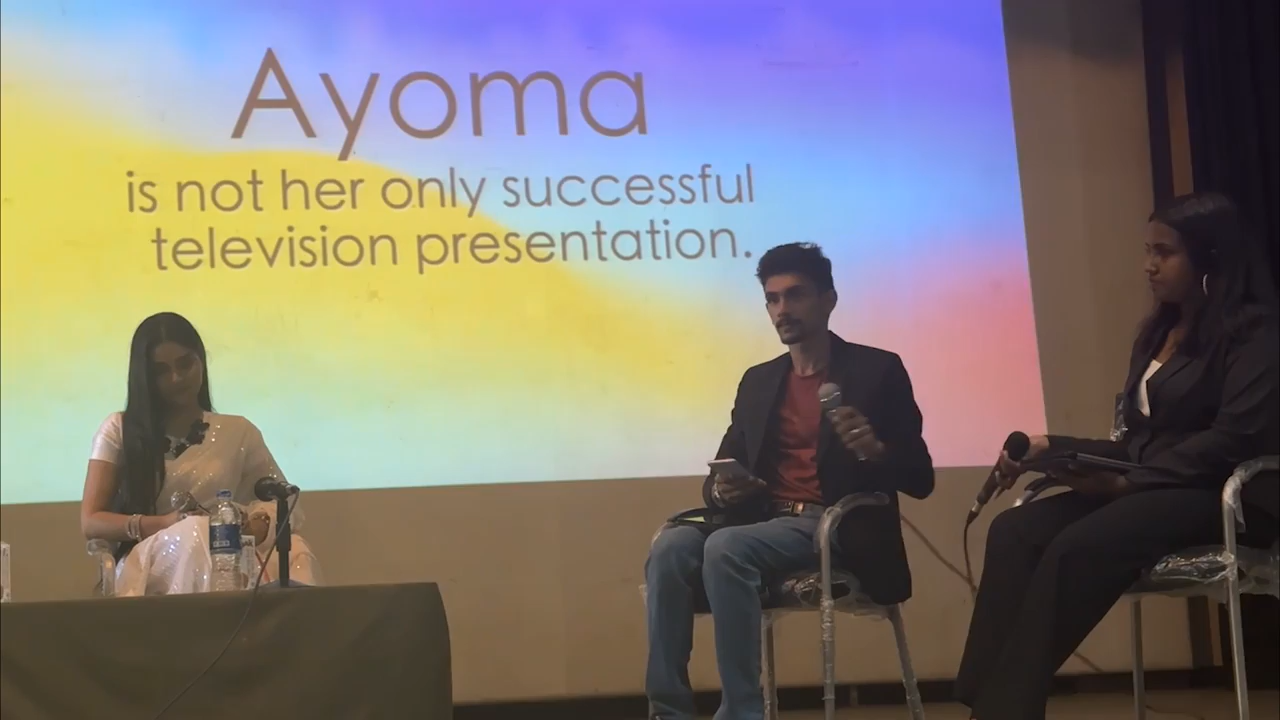 Ayoma
is not her only successful
television presentation.